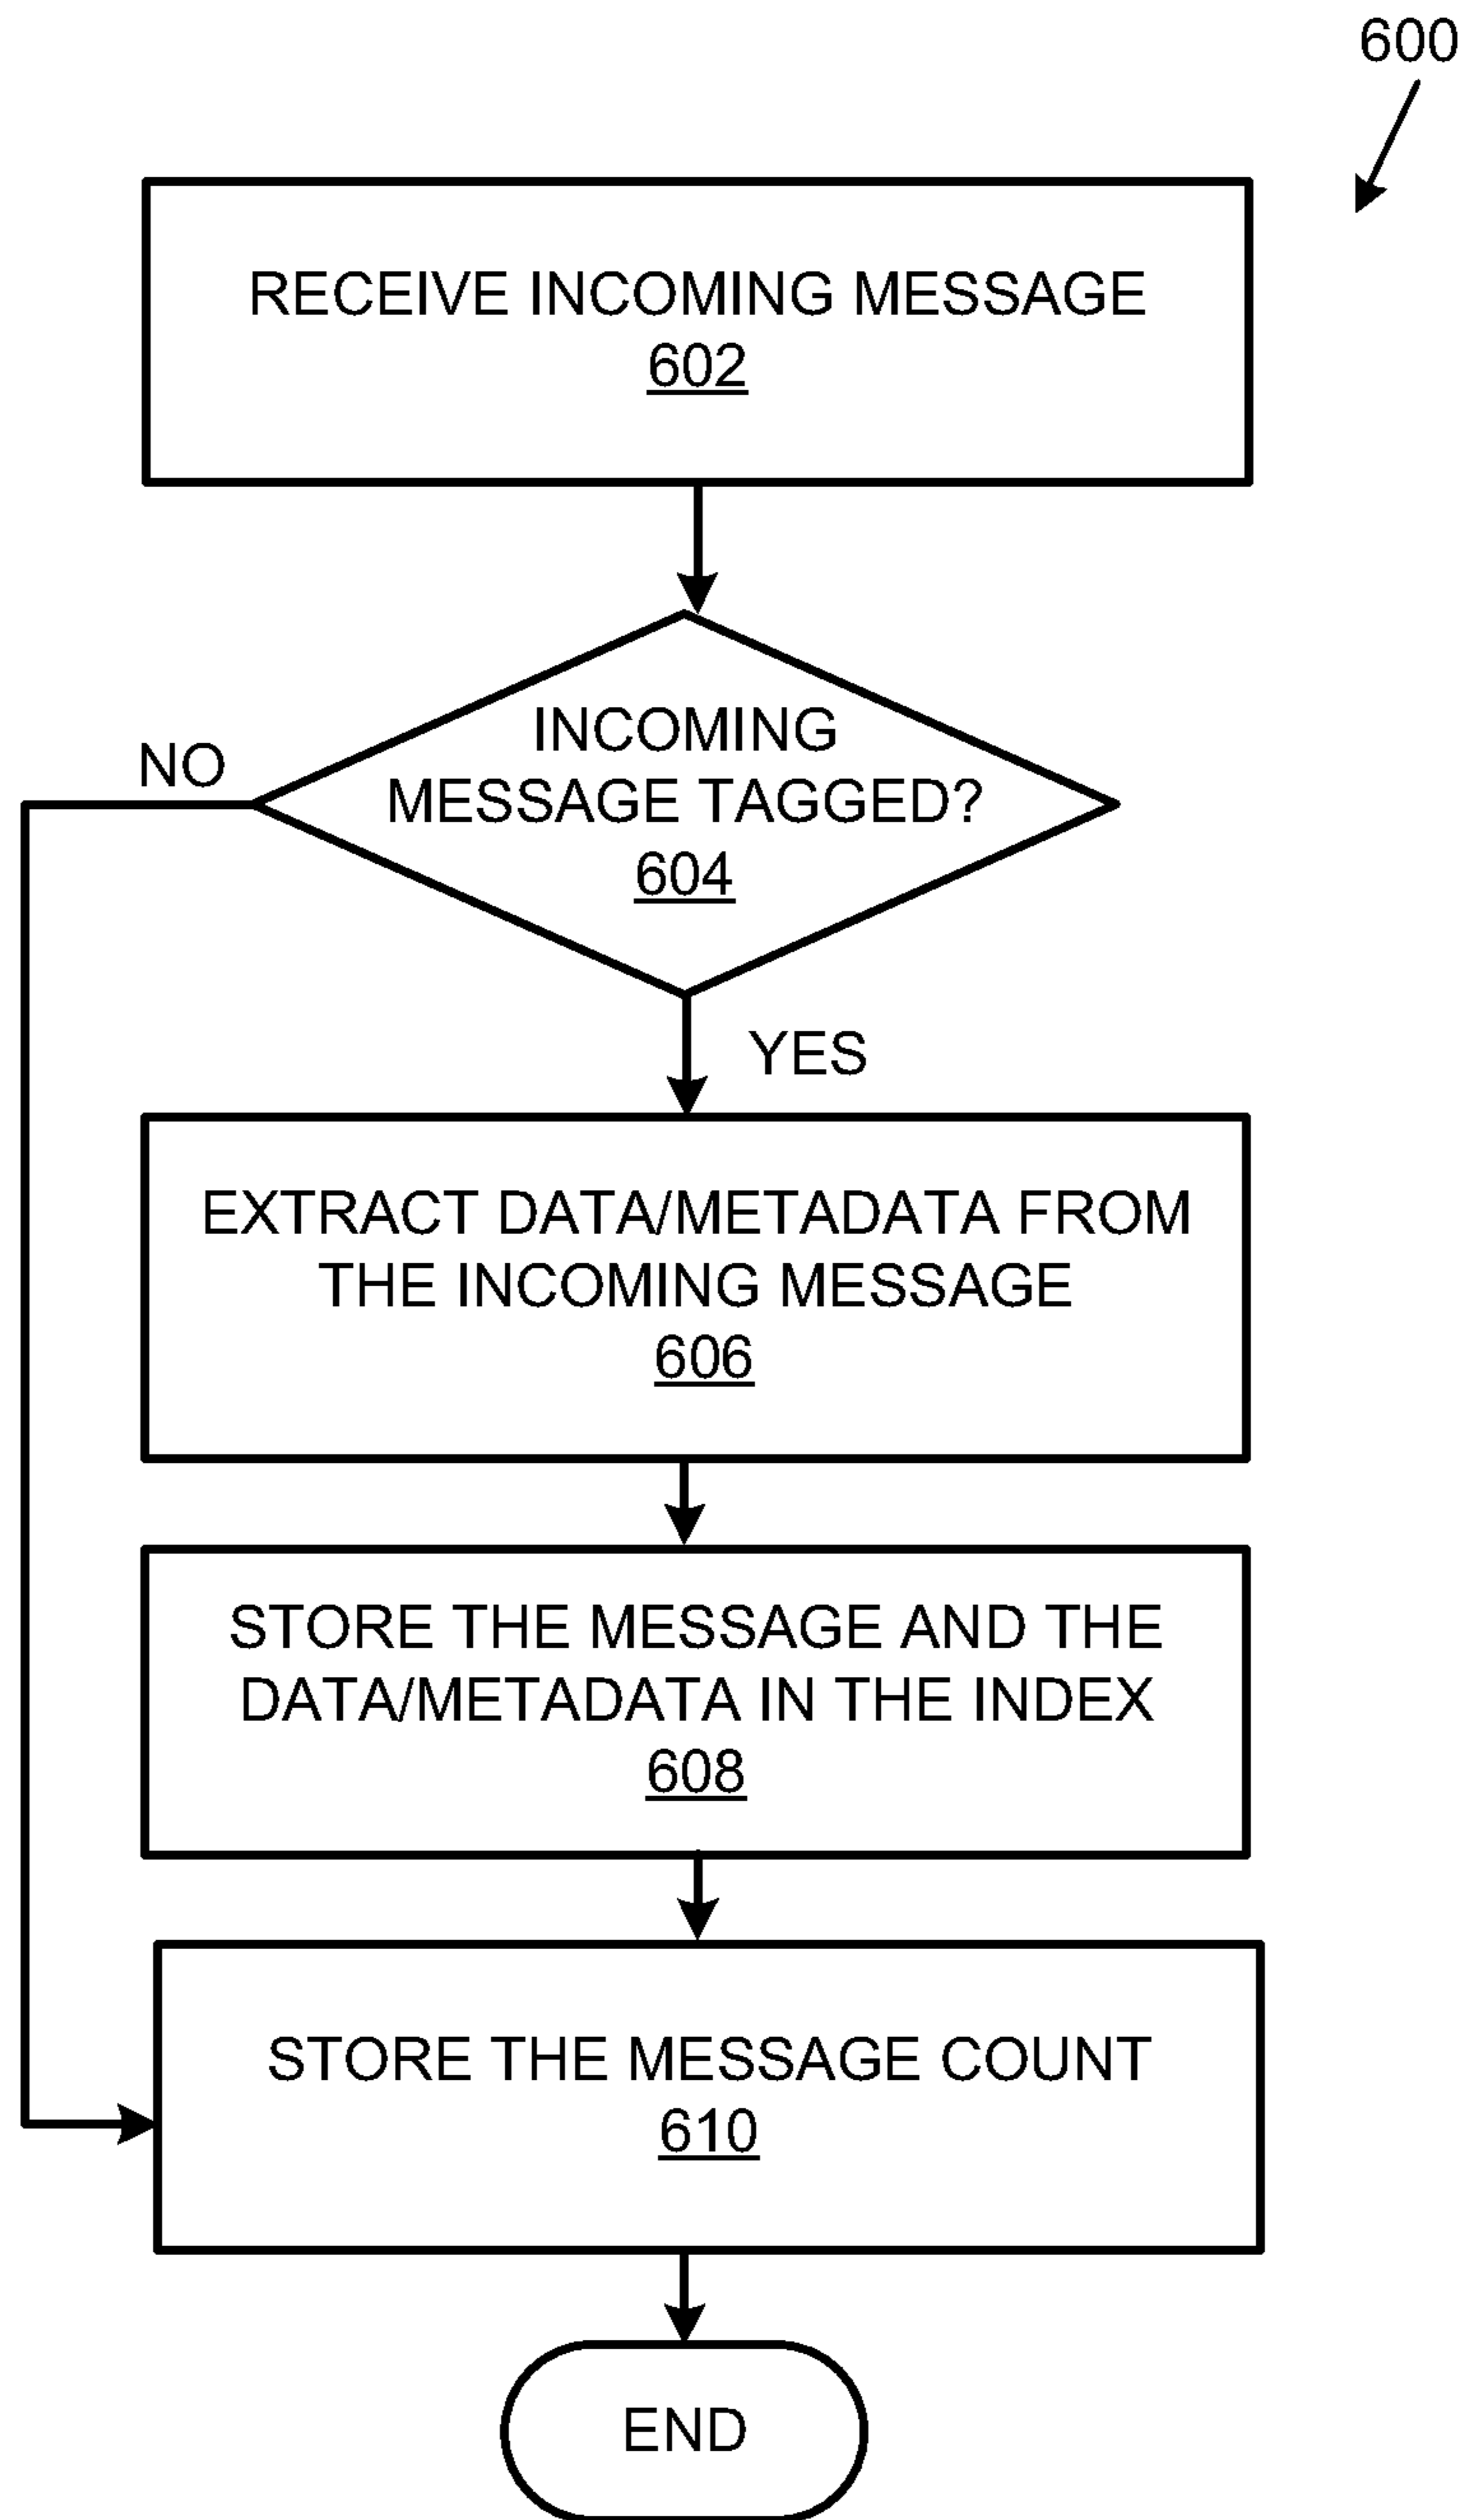 600
RECEIVE INCOMING MESSAGE
602
INCOMING
MESSAGE TAGGED?
604
NO
YES
EXTRACT DATA/METADATA FROM
THE INCOMING MESSAGE
606
STORE THE MESSAGE AND THE
DATA/METADATA IN THE INDEX
608
STORE THE MESSAGE COUNT
610
END